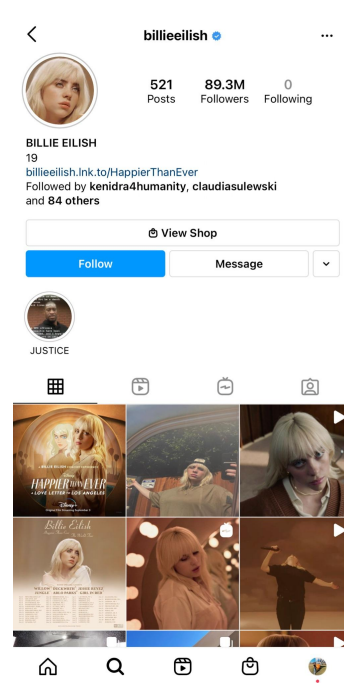 billieeilish
521
89.3M
0
Posts
Followers
Following
BILLIE EILISH
19
billieeilish.lnk.to/HappierThanEver
Followed by kenidra4humanity, claudiasulewski
and 84 others
View Shop
Follow
Message
JUSTICE
HAPPIER THAN EVER
A LOVE LETTER TO LOS ANGELES
Disney+
Billie Eilish